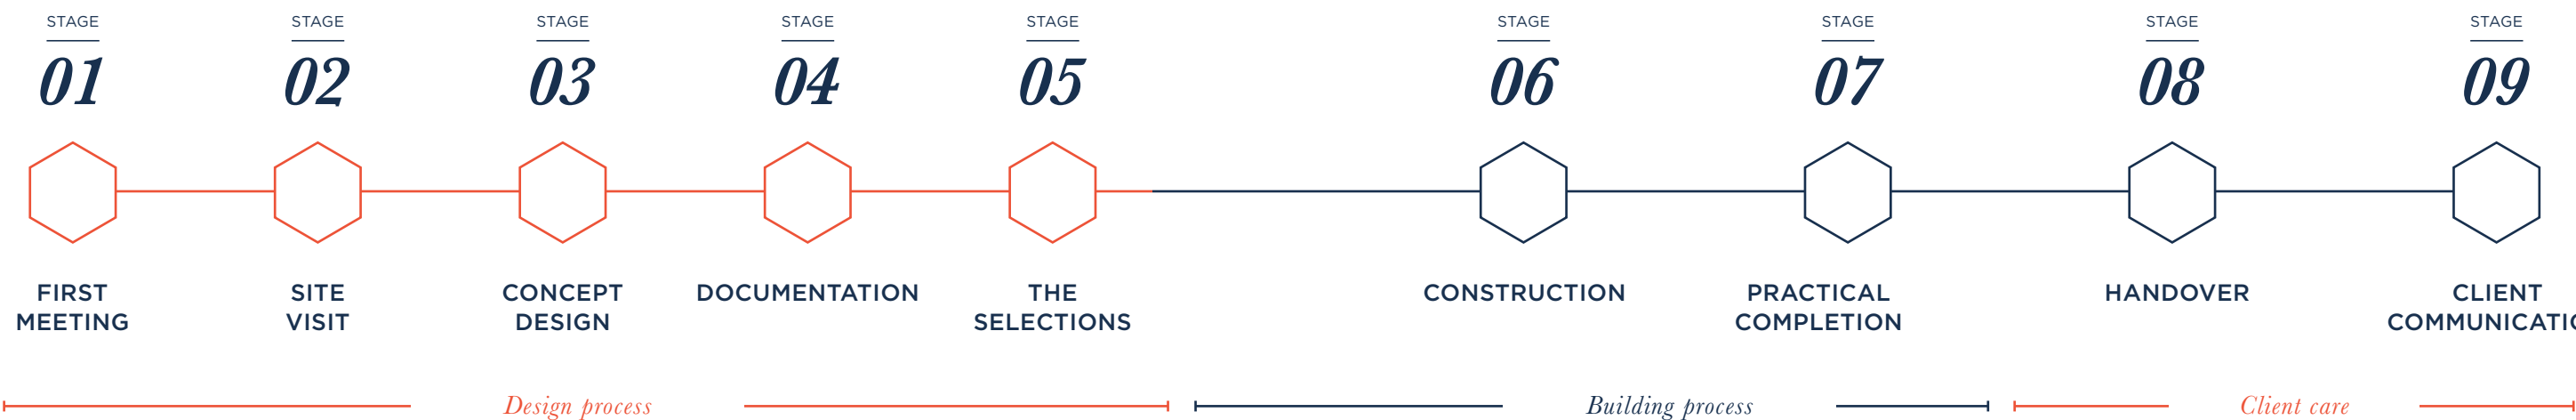 STAGE
01
FIRST
MEETING
STAGE
02
SITE
VISIT
STAGE
03
CONCEPT
DESIGN
STAGE
04
DOCUMENTATION
STAGE
05
THE
SELECTIONS
STAGE
06
CONSTRUCTION
STAGE
07
PRACTICAL
COMPLETION
STAGE
08
HANDOVER
STAGE
09
CLIENT
Design process
Building process
Client care